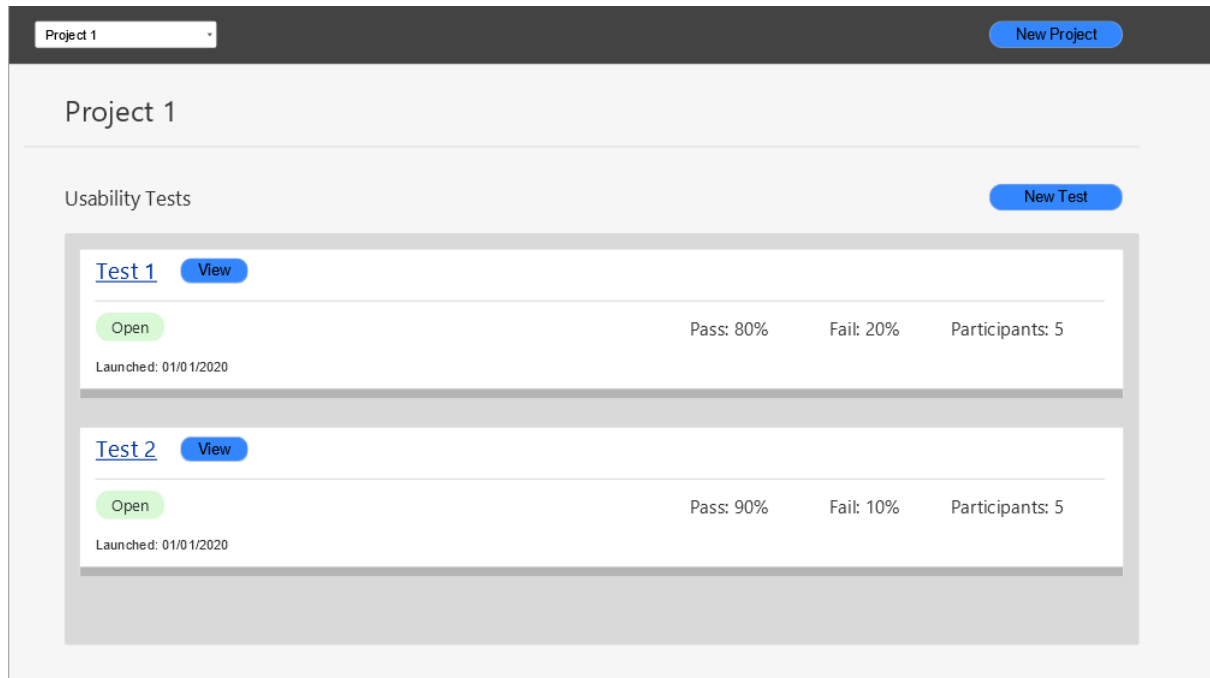 Project 1
New Project
Project 1
Usability Tests
New Test
Test 1
View
Open
Pass: 80%
Fail: 20%
Participants: 5
Launched: 01/01/2020
Test 2
View
Open
Pass: 90%
Fail: 10%
Participants: 5
Launched: 01/01/2020